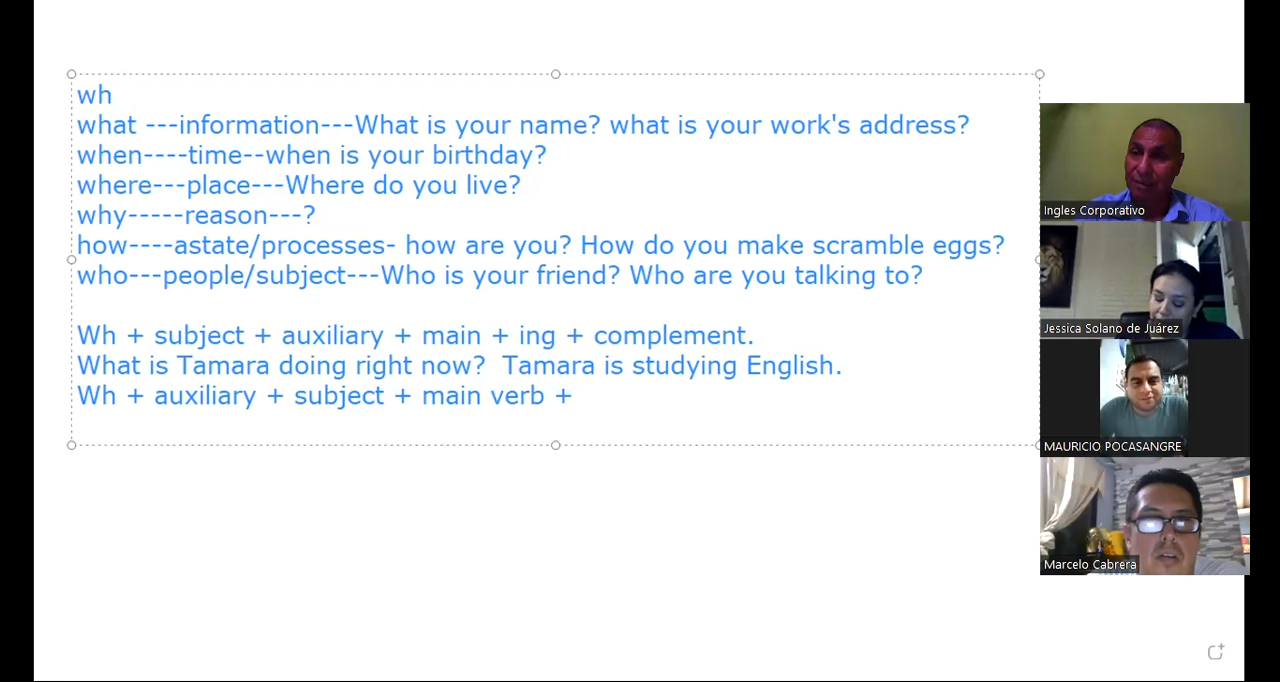 wh
what ---information---What is your name? what is your work's address?
when----time--when is your birthday?
where---place---Where do you live?
why-----reason---?
how----astate/processes- how are you? How do you make scramble eggs?
who---people/subject---Who is your friend? Who are you talking to?
Wh + subject + auxiliary + main + ing + complement.
What is Tamara doing right now?  Tamara is studying English.
Wh + auxiliary + subject + main verb +
Ingles Corporativo
Jessica Solano de Juárez
MAURICIO POCASANGRE
Marcelo Cabrera